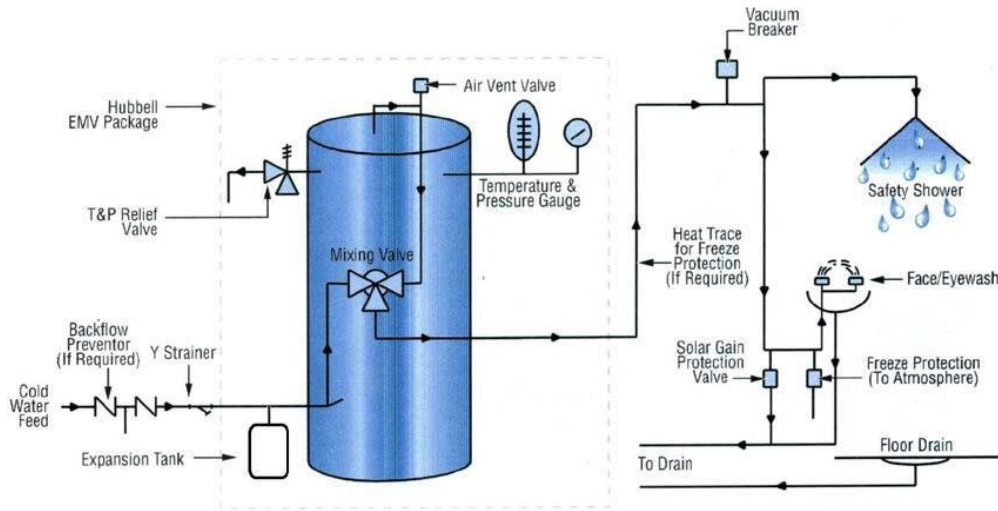 Vacuum
Breaker
Hubbell
EMV Package
Air Vent Valve
T&P Relief
Valve
Temperature &
Pressure Gauge
Safety Shower
Mixing Valve
Heat Trace
for Freeze
Protection
(If Required)
Face/Eyewash
Backflow
Preventor
(If Required)
Y Strainer
Solar Gain
Protection
Valve
Freeze Protection
(To Atmosphere)
Cold
Water
Feed
Expansion Tank
To Drain
Floor Drain